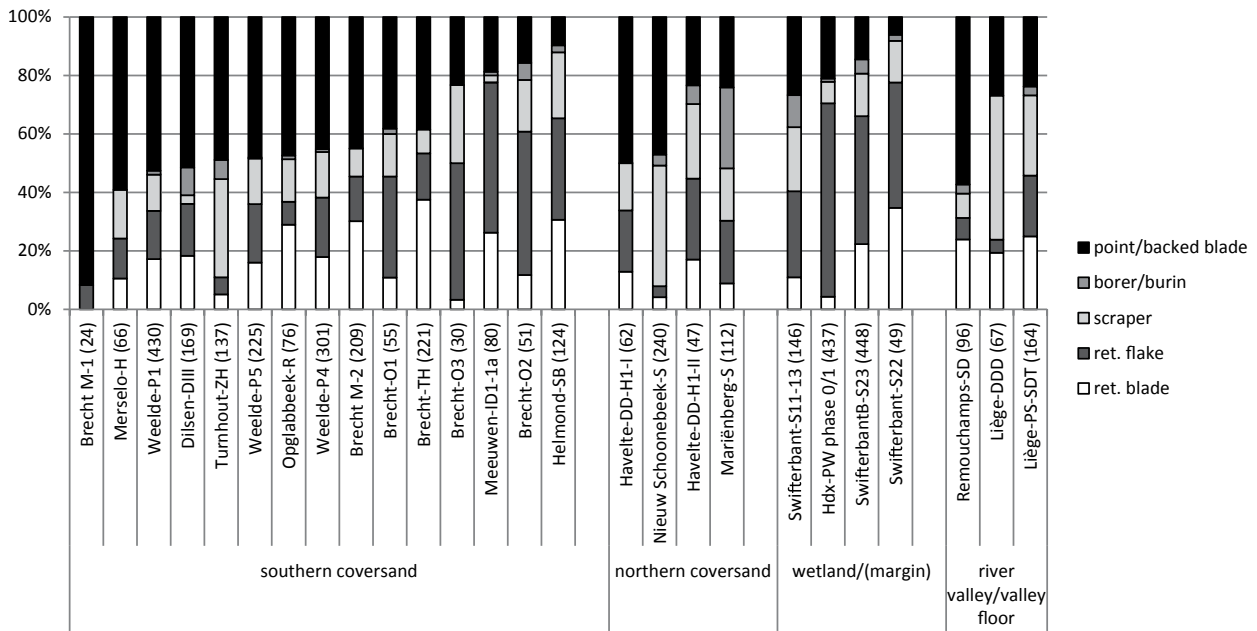 100%
80%
60%
40%
20%
0%
Brecht M-1 (24)
Merselo-H (66)
Weelde-P1 (430)
Dilsen-DIII (169)
Turnhout-ZH (137)
Weelde-P5 (225)
Opglabbeek-R (76)
Weelde-P4 (301)
Brecht M-2 (209)
Brecht-O1 (55)
Brecht-TH (221)
Brecht-O3 (30)
Meeuwen-ID1-1a (80)
Brecht-O2 (51)
Helmond-SB (124)
Havelte-DD-H1-I (62)
Nieuw Schoonebeek-S (240)
Havelte-DD-H1-II (47)
Mariënberg-S (112)
Swifterbant-S11-13 (146)
Hdx-PW phase 0/1 (437)
SwifterbantB-S23 (448)
Swifterbant-S22 (49)
Remouchamps-SD (96)
Liège-DDD (67)
Liège-PS-SDT (164)
southern coversand
northern coversand
wetland/(margin)
river
valley/valley
floor
point/backed blade
borer/burin
scraper
ret. flake
ret. blade